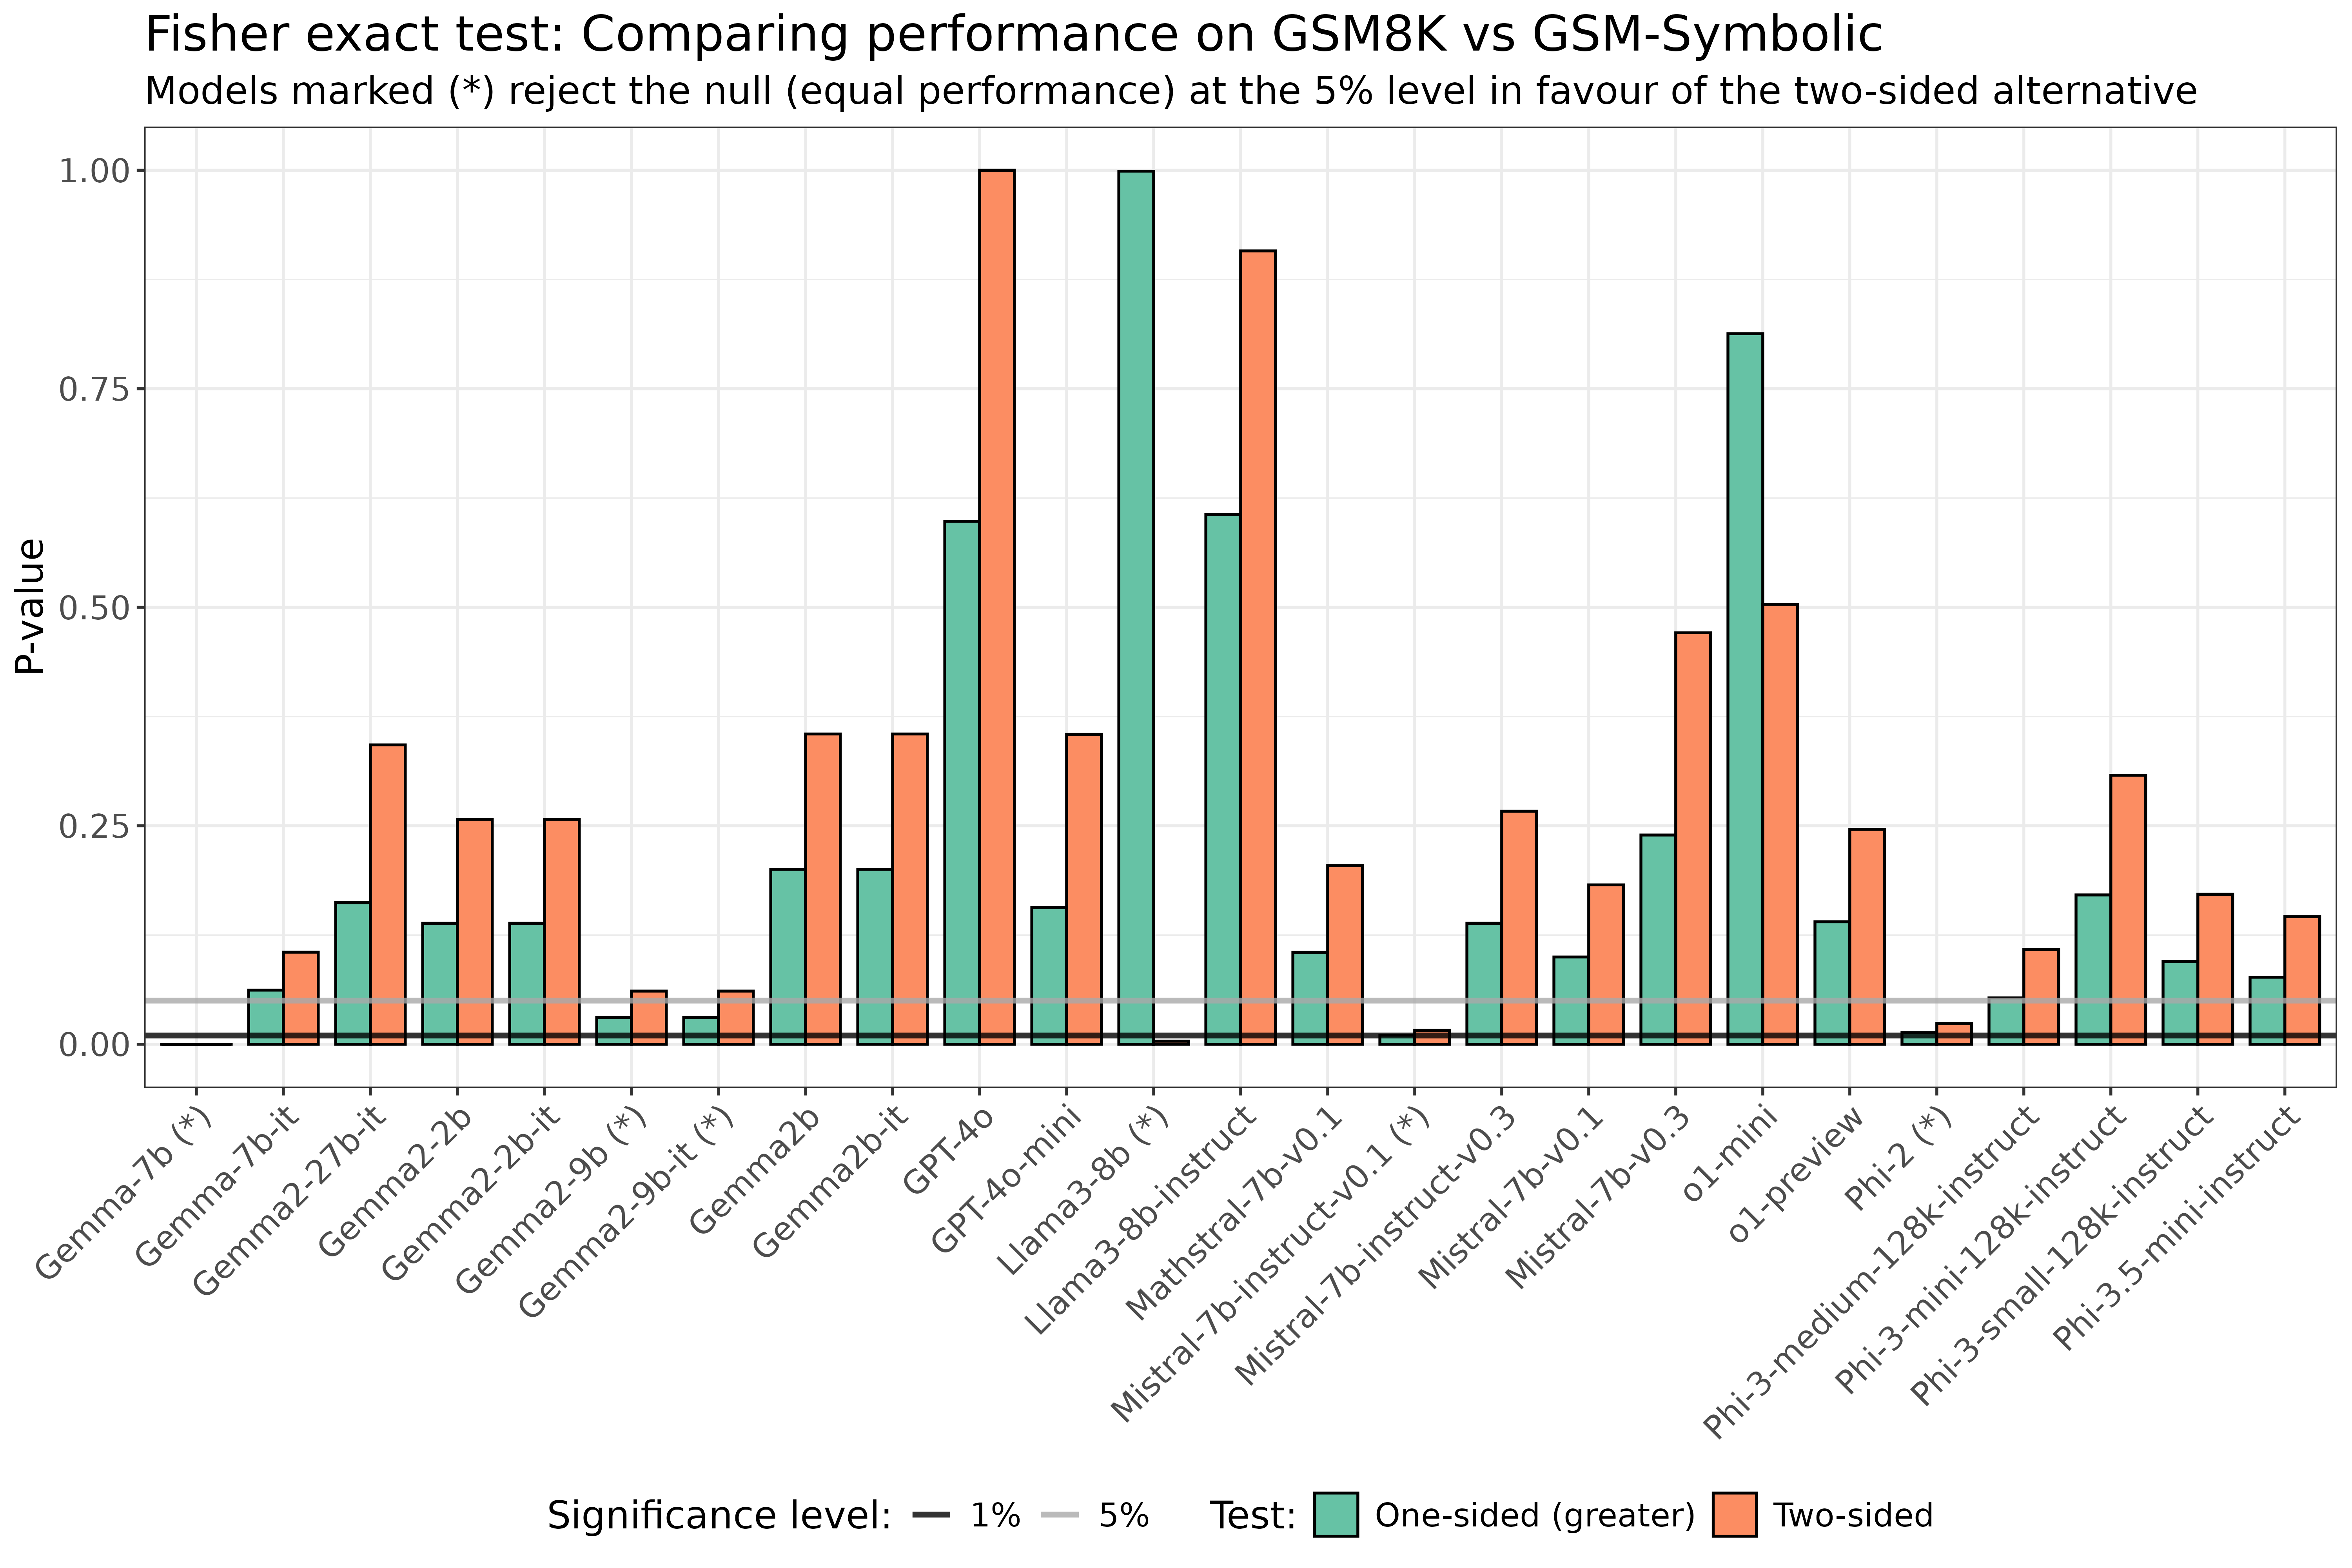 Fisher exact test: Comparing performance on GSM8K vs GSM-Symbolic
Models marked (*) reject the null (equal performance) at the 5% level in favour of the two-sided alternative
P-value
1.00
0.75
0.50
0.25
0.00
Gemma-7b (*)
Gemma-7b-it
Gemma2-27b-it
Gemma2-2b
Gemma2-2b-it
Gemma2-9b (*)
Gemma2-9b-it (*)
Gemma2b
Gemma2b-it
GPT-4o
GPT-4o-mini
Llama3-8b (*)
Llama3-8b-instruct
Mathstral-7b-v0.1
Mistral-7b-instruct-v0.1 (*)
Mistral-7b-instruct-v0.3
Mistral-7b-v0.1
Mistral-7b-v0.3
o1-mini
o1-preview
Phi-2 (*)
Phi-3-medium-128k-instruct
Phi-3-mini-128k-instruct
Phi-3-small-128k-instruct
Phi-3.5-mini-instruct
Significance level: 1% 5% Test: One-sided (greater) Two-sided